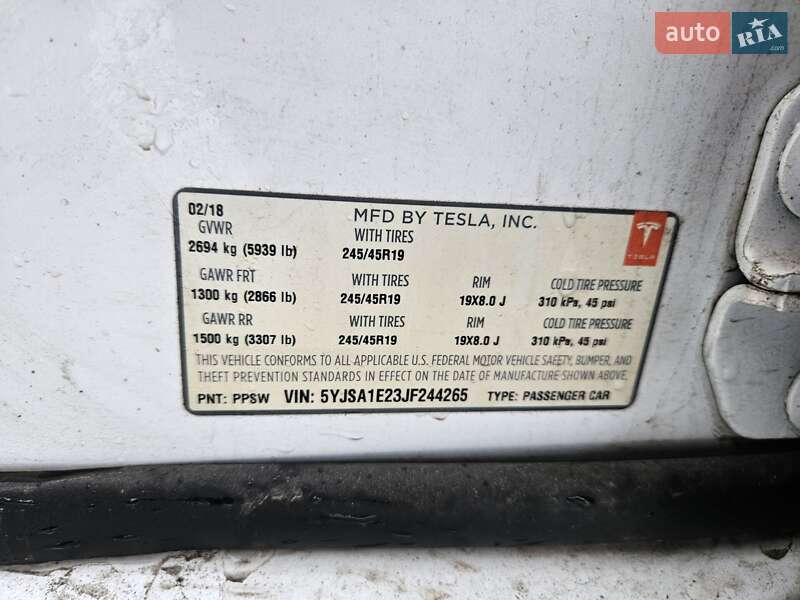 auto RIA.com
02/18 MFD BY TESLA, INC.
GVWR WITH TIRES
2694 kg (5939 lb) 245/45R19
TESLA
GAWR FRT WITH TIRES RIM COLD TIRE PRESSURE
1300 kg (2866 lb) 245/45R19 19X8.0 J 310 kPa, 45 psi
GAWR RR WITH TIRES RIM COLD TIRE PRESSURE
1500 kg (3307 lb) 245/45R19 19X8.0 J 310 kPa, 45 psi
THIS VEHICLE CONFORMS TO ALL APPLICABLE U.S. FEDERAL MOTOR VEHICLE SAFETY, BUMPER, AND
THEFT PREVENTION STANDARDS IN EFFECT ON THE DATE OF MANUFACTURE SHOWN ABOVE.
PNT: PPSW VIN: 5YJSA1E23JF244265 TYPE: PASSENGER CAR